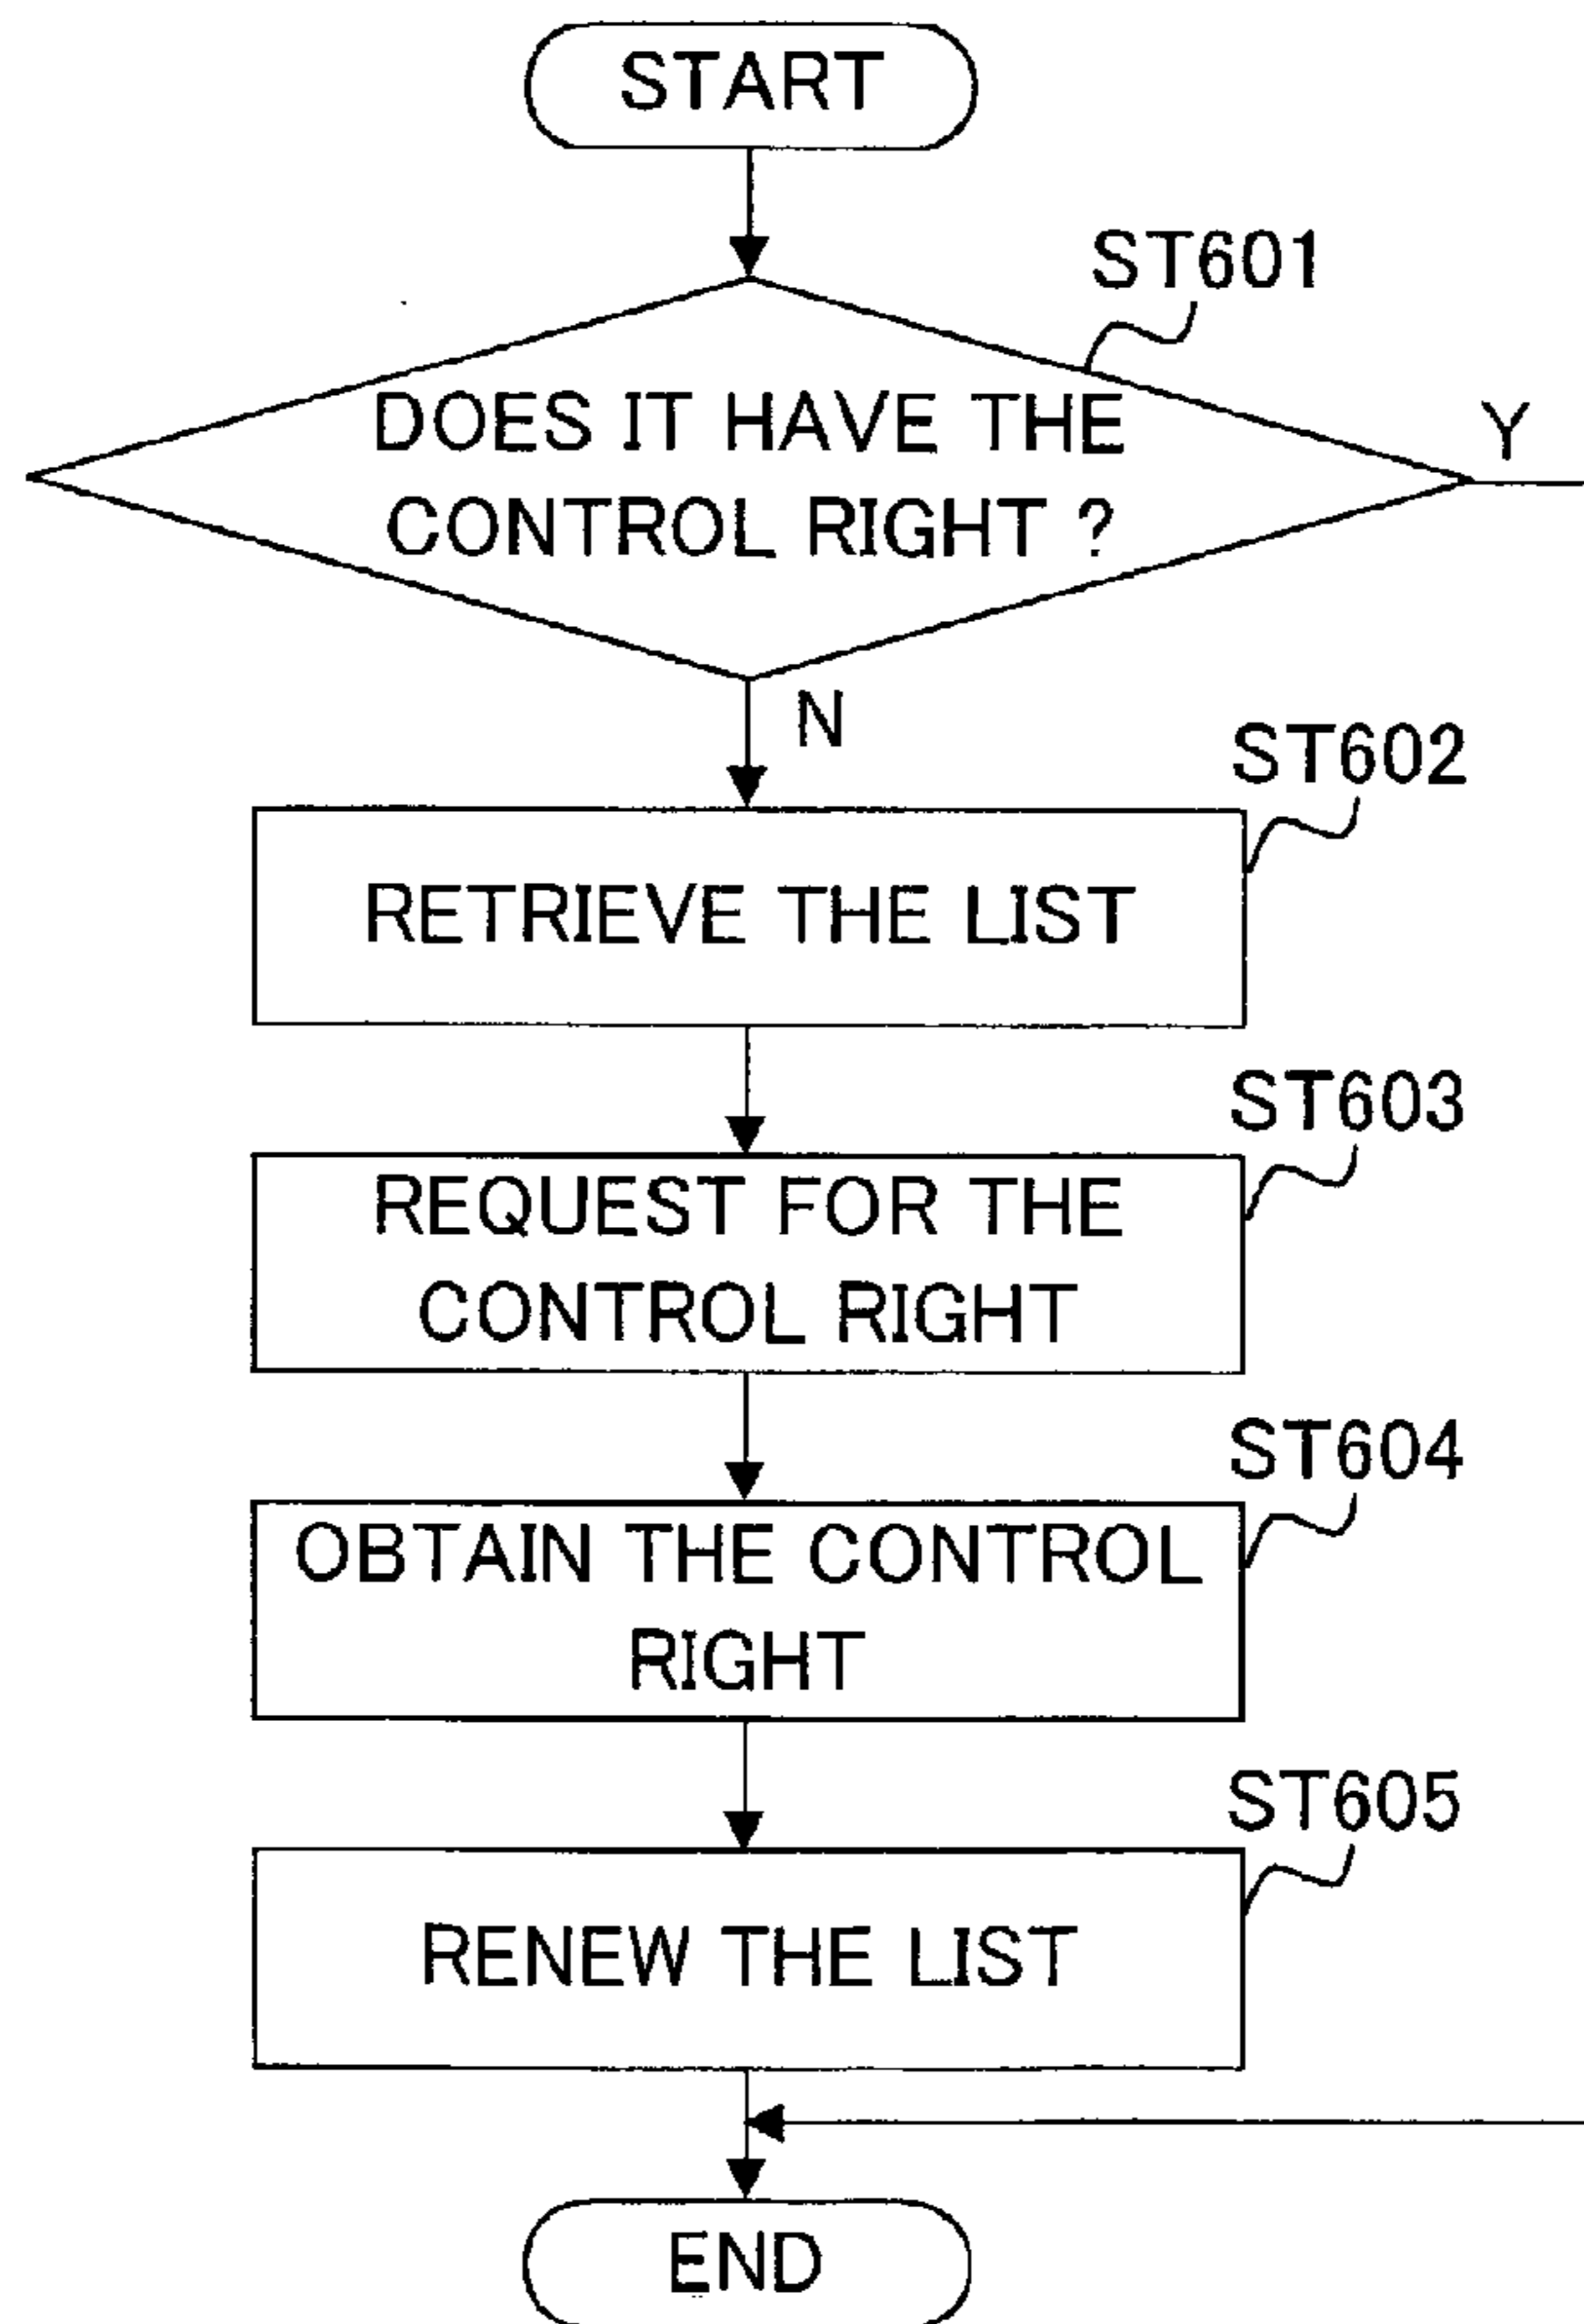 START
ST601
DOES IT HAVE THE
CONTROL RIGHT ?
Y
N
ST602
RETRIEVE THE LIST
ST603
REQUEST FOR THE
CONTROL RIGHT
ST604
OBTAIN THE CONTROL
RIGHT
ST605
RENEW THE LIST
END